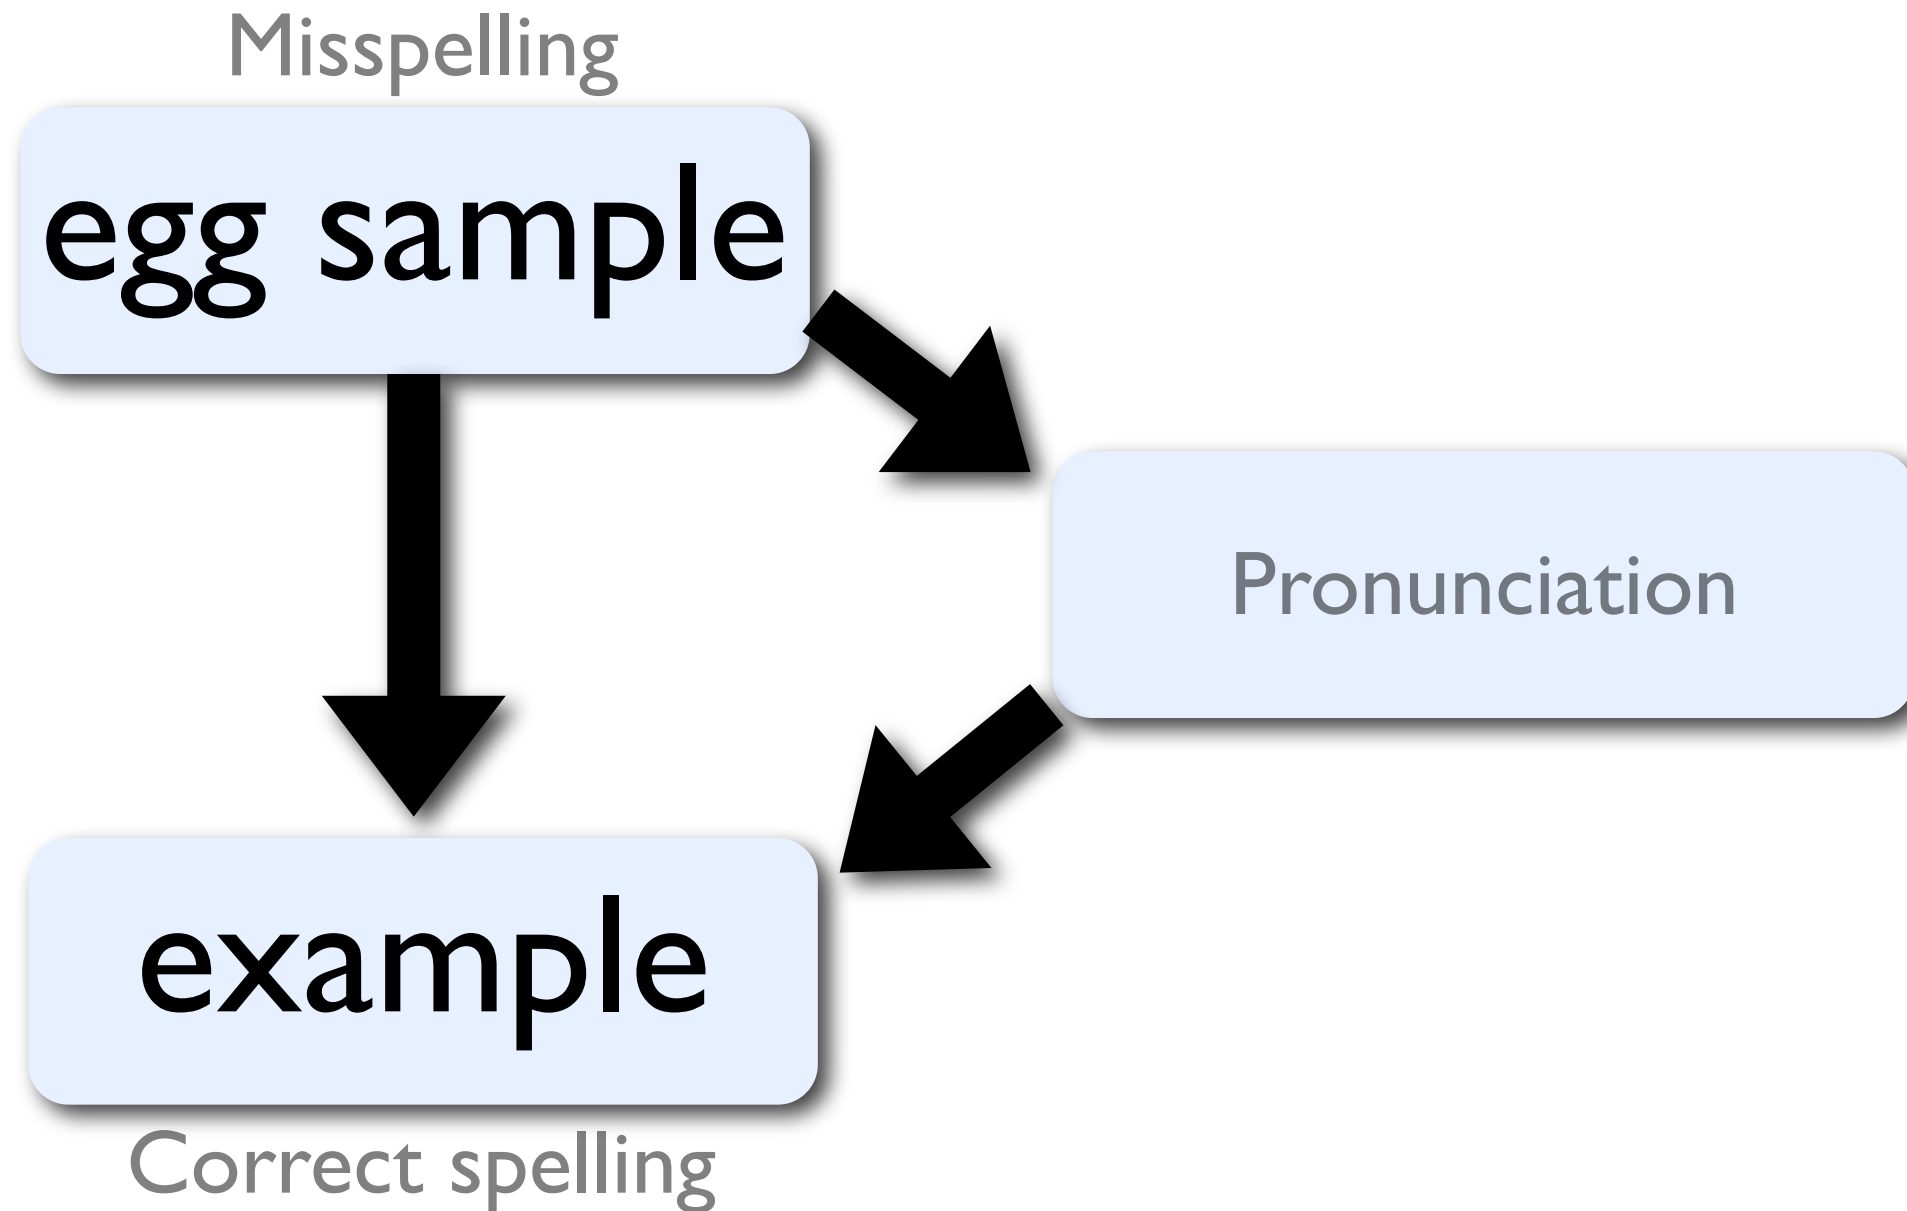 Misspelling
egg sample
Pronunciation
example
Correct spelling